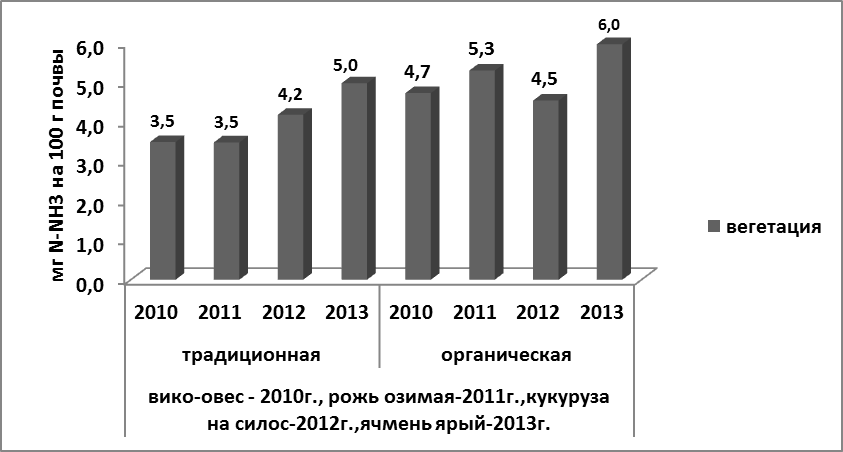 мг N-NH3 на 100 г почвы
6,0
5,0
4,0
3,0
2,0
1,0
0,0
3,5
3,5
4,2
5,0
4,7
5,3
4,5
6,0
вегетация
2010 2011 2012 2013 2010 2011 2012 2013
традиционная органическая
вико-овес - 2010г., рожь озимая-2011г.,кукуруза
на силос-2012г.,ячмень ярый-2013г.